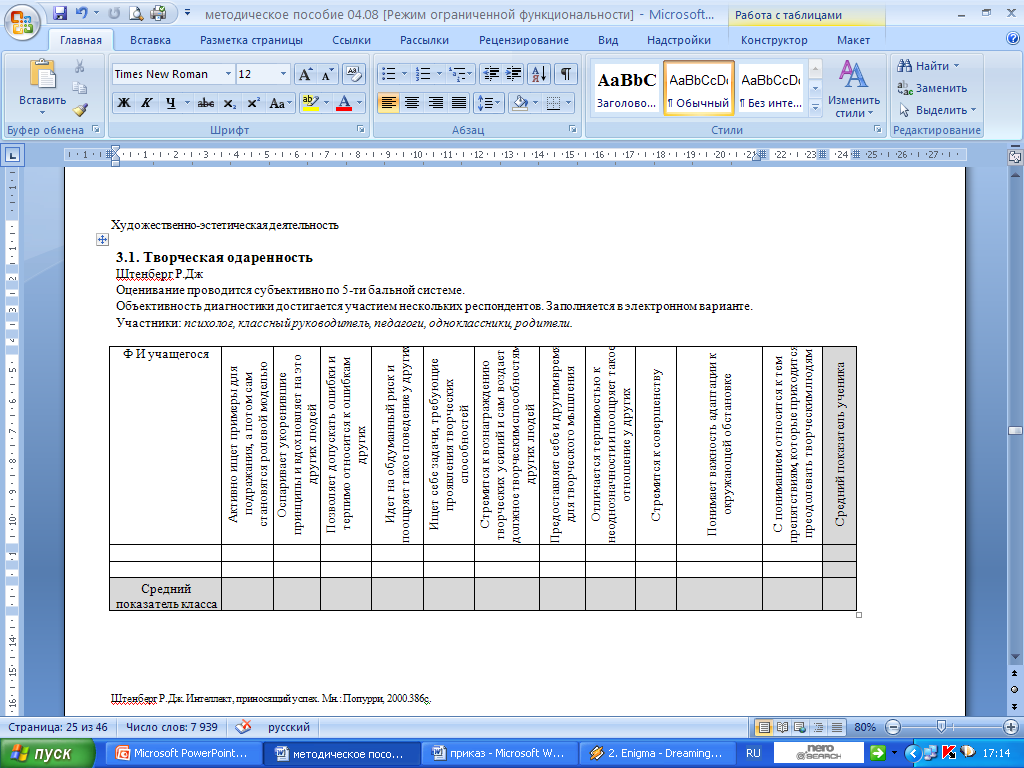 методическое пособие 04.08 [Режим ограниченной функциональности] - Microsoft...
Работа с таблицами
Главная
Вставка
Разметка страницы
Ссылки
Рассылки
Рецензирование
Вид
Надстройки
Конструктор
Макет
Вставить
Буфер обмена
Times New Roman
12
Ж К Ч abc x₂ x² Aa
Шрифт
Абзац
AaBbC
Заголово...
AaBbCcDc
¶ Обычный
AaBbCcDc
¶ Без инте...
Стили
Изменить
стили
Найти
Заменить
Выделить
Редактирование
Художественно-эстетическая деятельность
3.1. Творческая одаренность
Штенберг Р.Дж
Оценивание проводится субъективно по 5-ти бальной системе.
Объективность диагностики достигается участием нескольких респондентов. Заполняется в электронном варианте.
Участники: психолог, классный руководитель, педагоги, одноклассники, родители.
Ф И учащегося
Активно ищет примеры для
подражания, а потом сам
становятся ролевой моделью
Оспаривает укоренившие
принципы и вдохновляет на это
других людей
Позволяет допускать ошибки и
терпимо относится к ошибкам
других
Идет на обдуманный риск и
поощряет такое поведение у других
Ищет себе задачи, требующие
проявления творческих
способностей
Стремится к вознаграждению
творческих усилий и сам воздает
должное творческим способностям
других людей
Предоставляет себе и другим время
для творческого мышления
Отличается терпимостью к
неоднозначности и поощряет такое
отношение у других
Стремится к совершенству
Понимает важность адаптации к
окружающей обстановке
С пониманием относится к тем
препятствиям, которые приходится
преодолевать творческим людям
Средний показатель ученика
Средний
показатель класса
Штенберг Р.Дж. Интеллект, приносящий успех. Мн.: Попурри, 2000.386с.
Страница: 25 из 46
Число слов: 7 939
русский
80%
пуск
Microsoft PowerPoint...
методическое посо...
приказ - Microsoft W...
2. Enigma - Dreaming...
RU
nero
@SEARCH
17:14